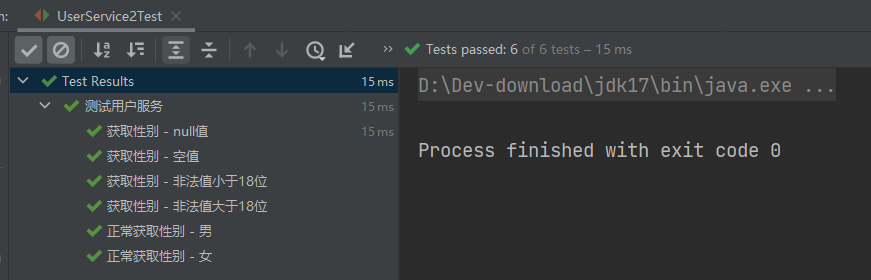 n: UserService2Test
Tests passed: 6 of 6 tests – 15 ms
Test Results 15 ms
测试用户服务 15 ms
获取性别 - null值 15 ms
获取性别 - 空值
获取性别 - 非法值小于18位
获取性别 - 非法值大于18位
正常获取性别 - 男
正常获取性别 - 女
D:\Dev-download\jdk17\bin\java.exe ...
Process finished with exit code 0